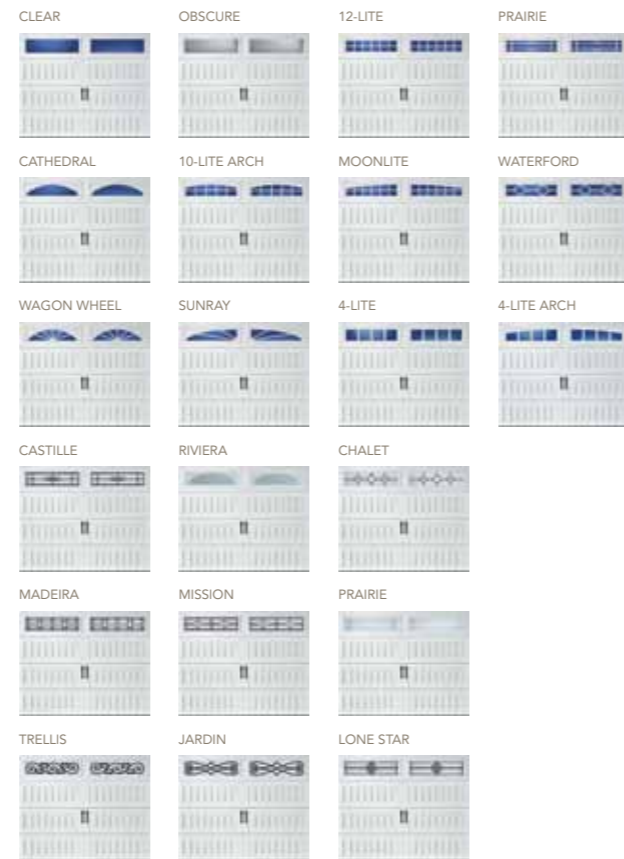 CLEAR
OBSCURE
12-LITE
PRAIRIE
CATHEDRAL
10-LITE ARCH
MOONLITE
WATERFORD
WAGON WHEEL
SUNRAY
4-LITE
4-LITE ARCH
CASTILLE
RIVIERA
CHALET
MADEIRA
MISSION
PRAIRIE
TRELLIS
JARDIN
LONE STAR